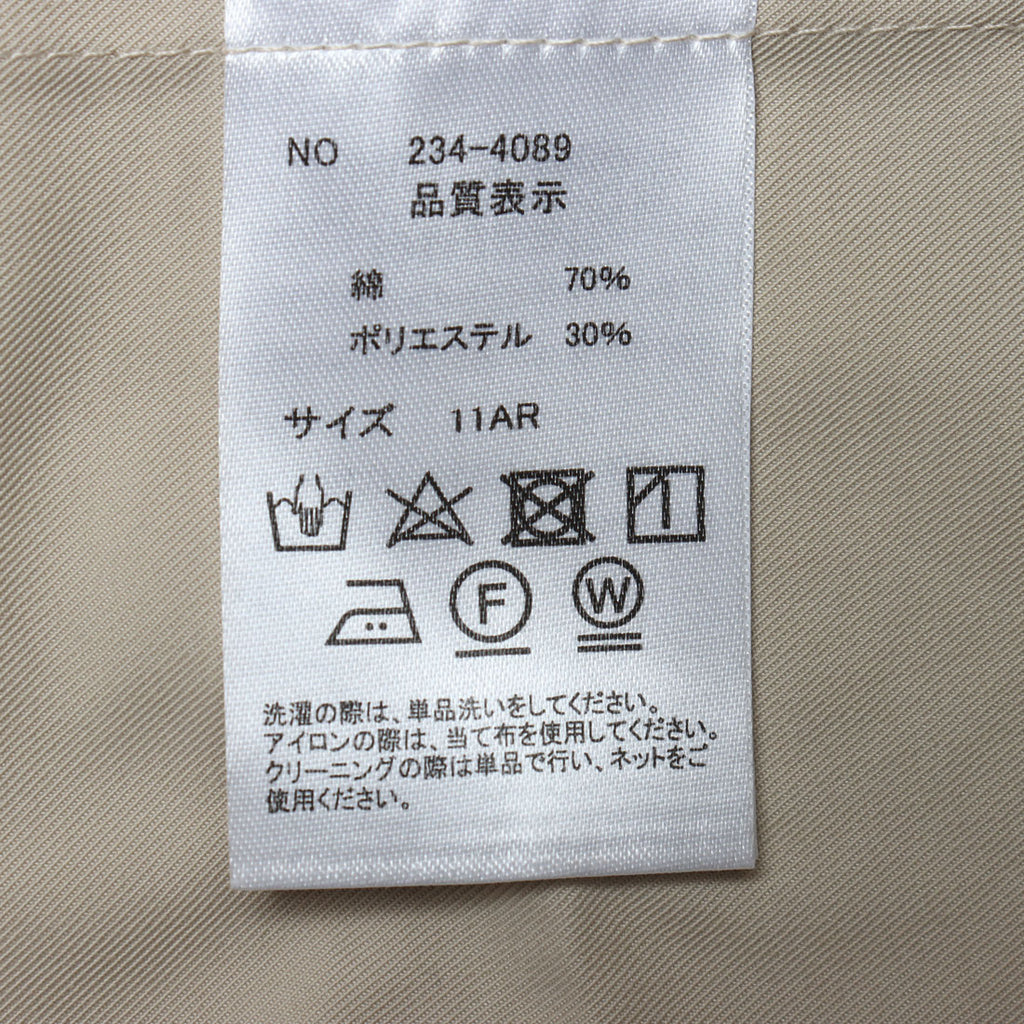 NO 234-4089
品質表示
綿 70%
ポリエステル 30%
サイズ 11AR
F W
洗濯の際は、単品洗いをしてください。
アイロンの際は、当て布を使用してください。
クリーニングの際は単品で行い、ネットをご
使用ください。